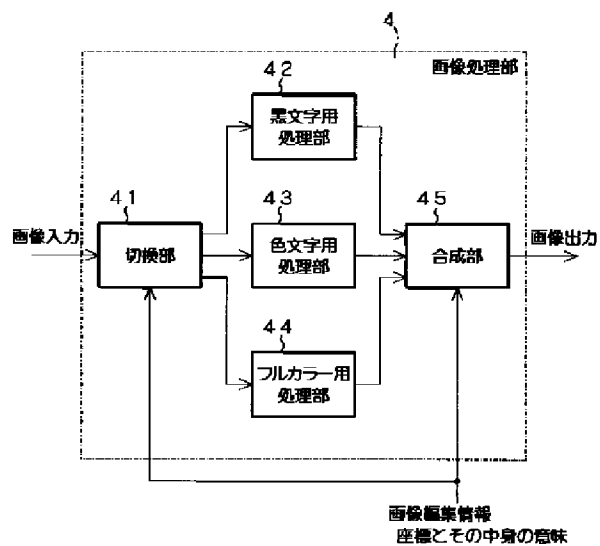 4
画像処理部
42
黒文字用
処理部
41
43
45
画像入力
切換部
色文字用
処理部
合成部
画像出力
44
フルカラー用
処理部
画像編集情報
座標とその中身の意味